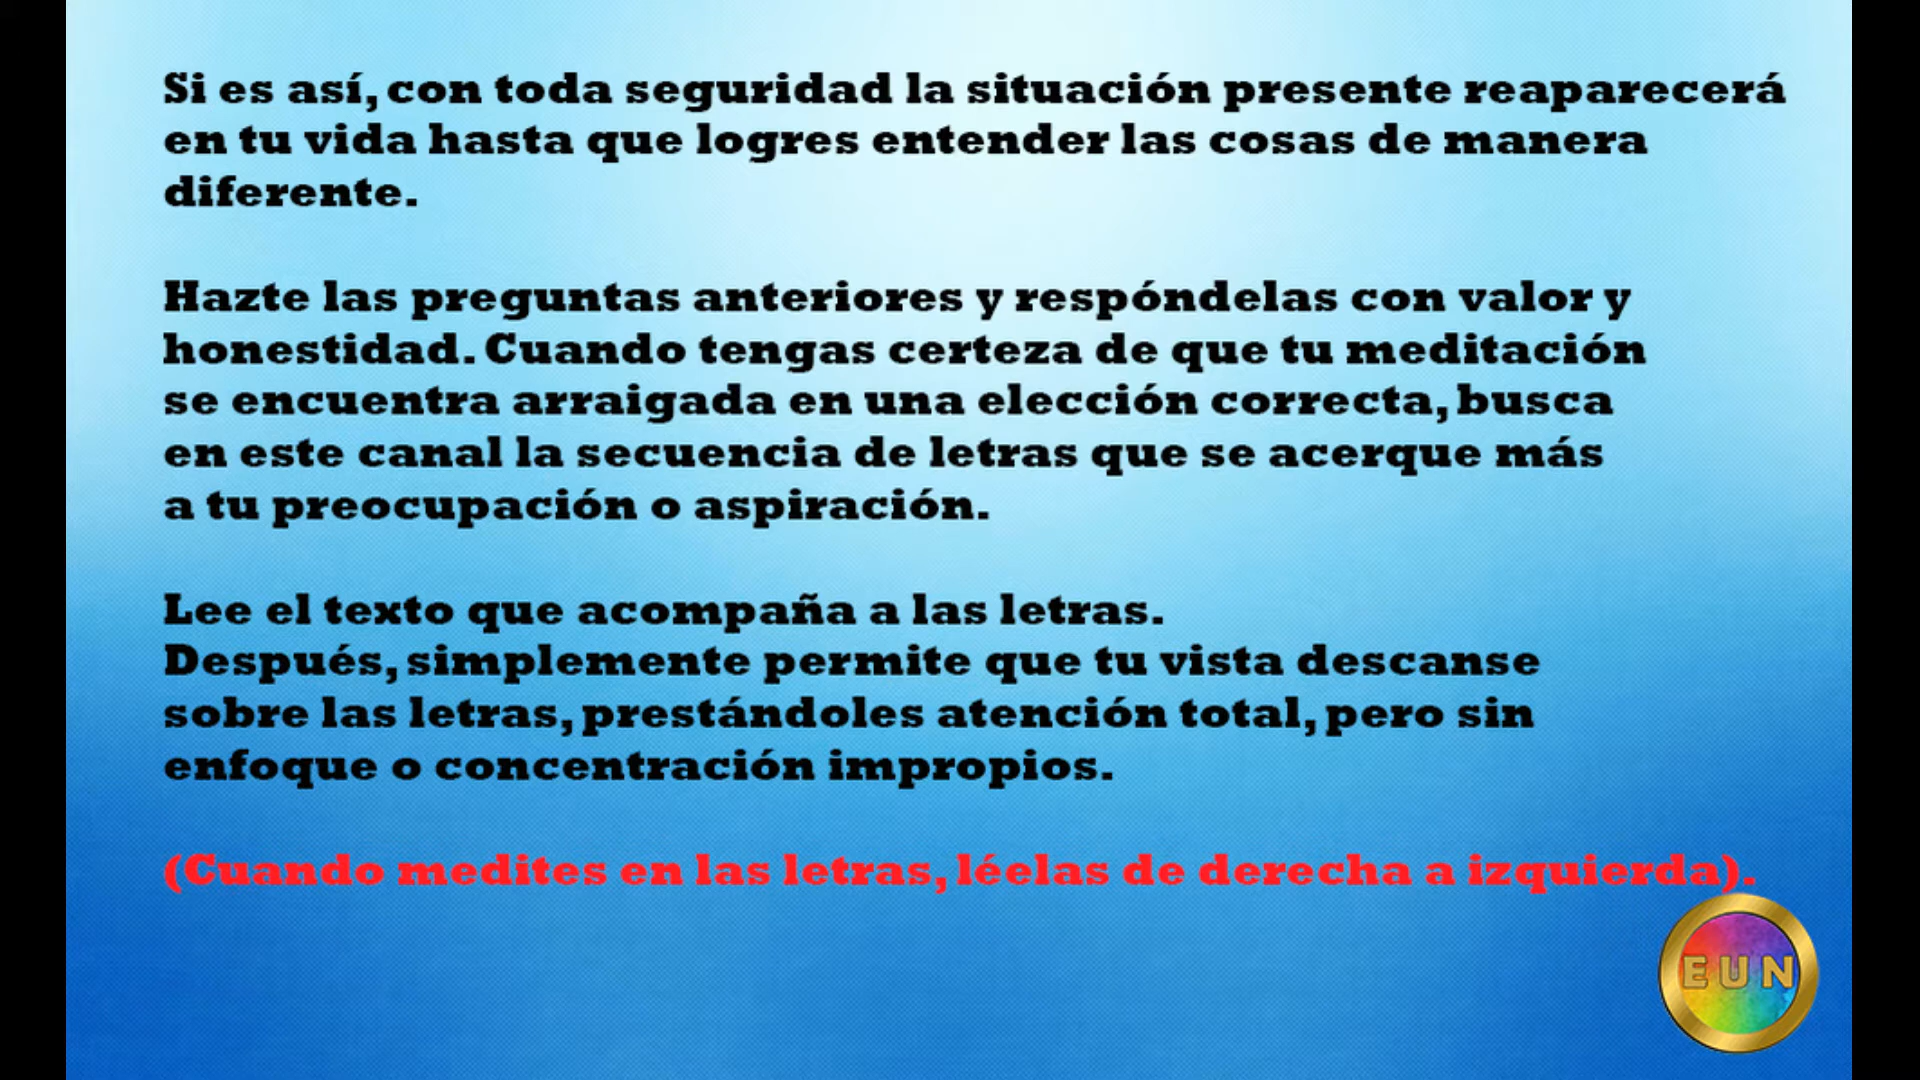 Si es así, con toda seguridad la situación presente reaparecerá
en tu vida hasta que logres entender las cosas de manera
diferente.
Hazte las preguntas anteriores y respóndelas con valor y
honestidad. Cuando tengas certeza de que tu meditación
se encuentra arraigada en una elección correcta, busca
en este canal la secuencia de letras que se acerque más
a tu preocupación o aspiración.
Lee el texto que acompaña a las letras.
Después, simplemente permite que tu vista descanse
sobre las letras, prestándoles atención total, pero sin
enfoque o concentración impropios.
(Cuando medites en las letras, léelas de derecha a izquierda).
EUN